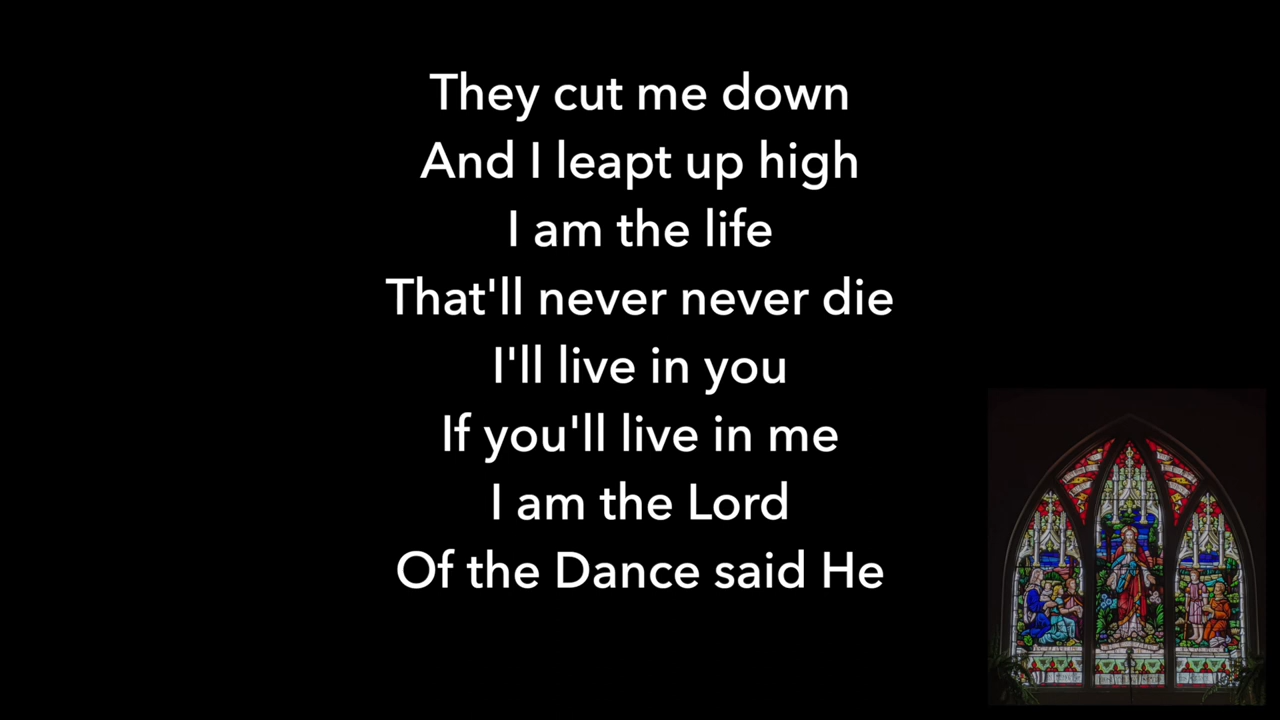 They cut me down
And I leapt up high
I am the life
That'll never never die
I'll live in you
If you'll live in me
I am the Lord
Of the Dance said He